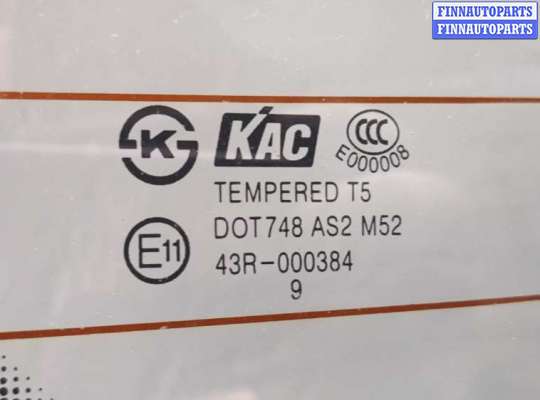 FINNAUTOPARTS
FINNAUTOPARTS
K
KAC
CCC
E000008
TEMPERED T5
DOT748 AS2 M52
E11
43R-000384
9